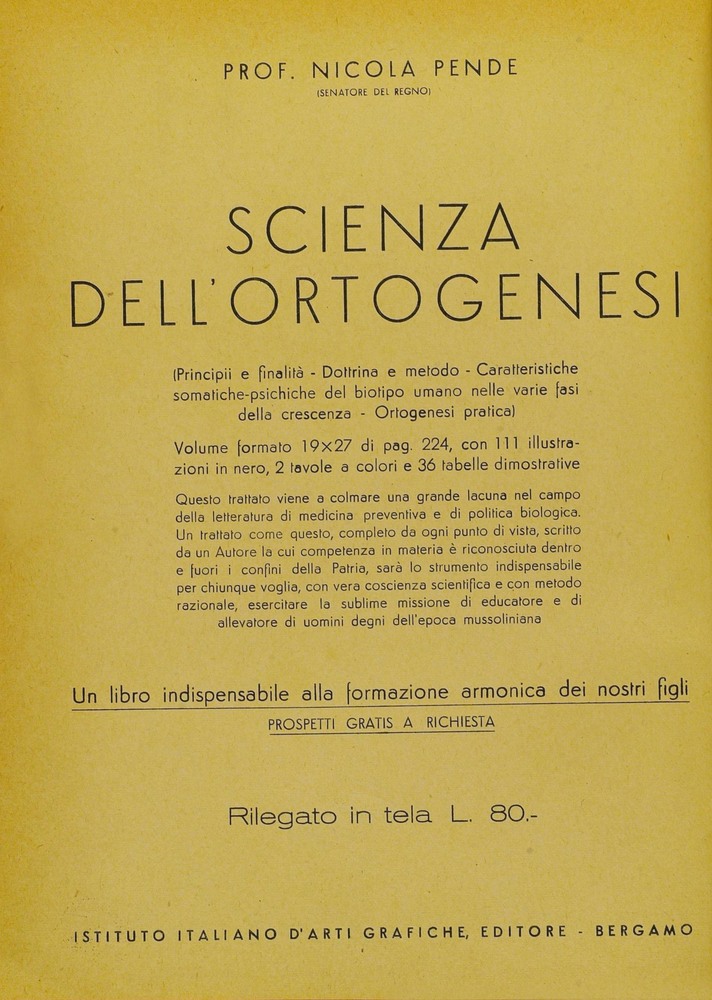 PROF. NICOLA PENDE
(SENATORE DEL REGNO)
SCIENZA
DELL'ORTOGENESI
(Principii e finalità - Dottrina e metodo - Caratteristiche
somatiche-psichiche del biotipo umano nelle varie fasi
della crescenza - Ortogenesi pratica)
Volume formato 19×27 di pag. 224, con 111 illustra-
zioni in nero, 2 tavole a colori e 36 tabelle dimostrative
Questo trattato viene a colmare una grande lacuna nel campo
della letteratura di medicina preventiva e di politica biologica.
Un trattato come questo, completo da ogni punto di vista, scritto
da un Autore la cui competenza in materia è riconosciuta dentro
e fuori i confini della Patria, sarà lo strumento indispensabile
per chiunque voglia, con vera coscienza scientifica e con metodo
razionale, esercitare la sublime missione di educatore e di
allevatore di uomini degni dell'epoca mussoliniana
Un libro indispensabile alla formazione armonica dei nostri figli
PROSPETTI GRATIS A RICHIESTA
Rilegato in tela L. 80.-
ISTITUTO ITALIANO D'ARTI GRAFICHE, EDITORE - BERGAMO